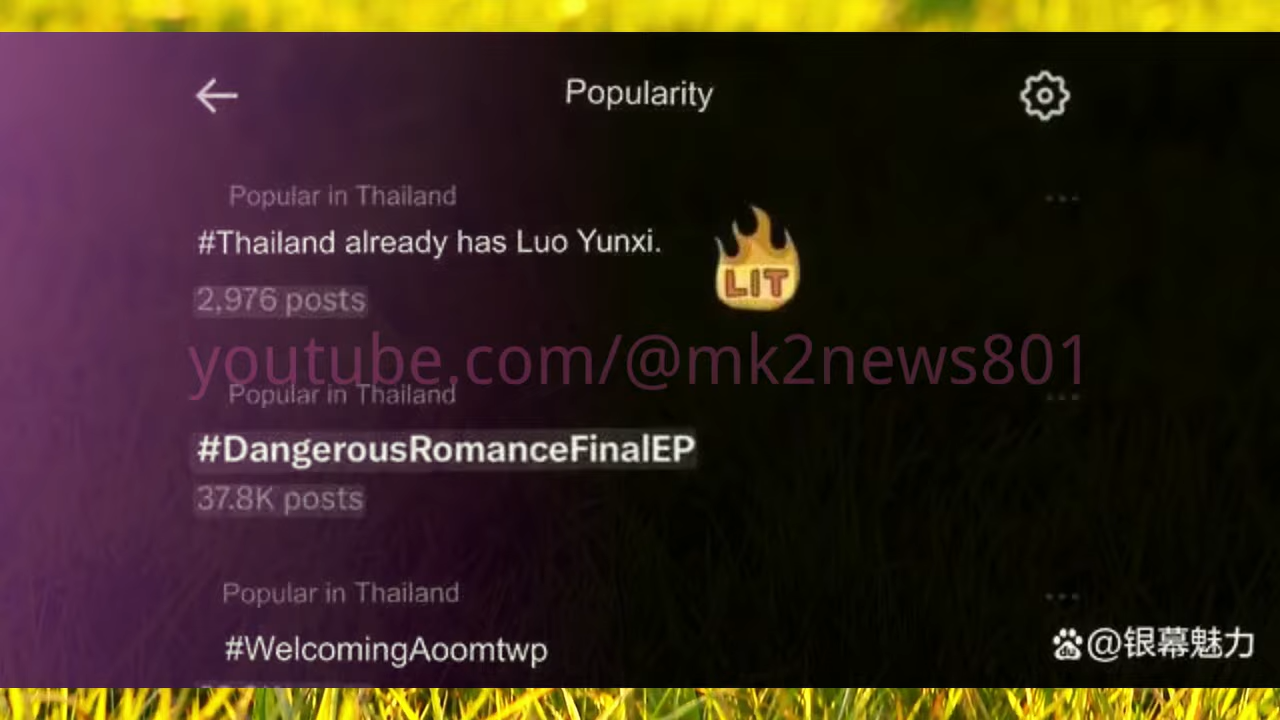 Popularity
Popular in Thailand
#Thailand already has Luo Yunxi.
LIT
2,976 posts
youtube.com/@mk2news801
Popular in Thailand
#DangerousRomanceFinalEP
37.8K posts
Popular in Thailand
#WelcomingAoomtwp
du @银幕魅力